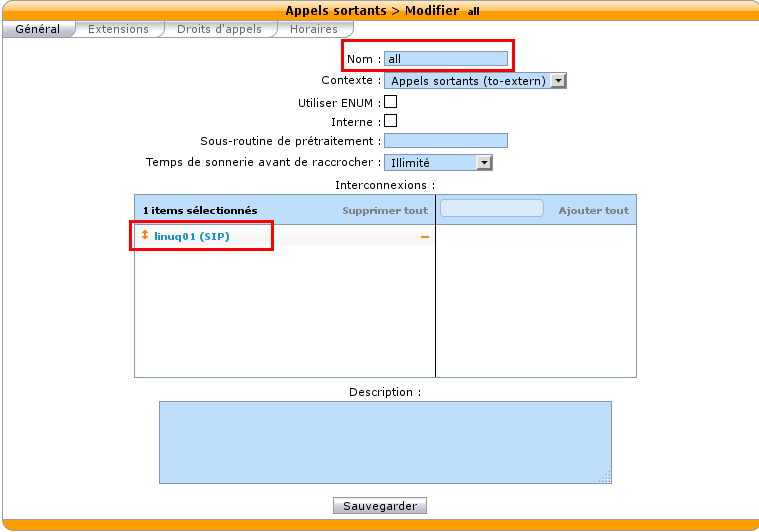 Appels sortants > Modifier all
Général Extensions Droits d'appels Horaires
Nom : all
Contexte : Appels sortants (to-extern)
Utiliser ENUM :
Interne :
Sous-routine de prétraitement :
Temps de sonnerie avant de raccrocher : Illimité
Interconnexions :
1 items sélectionnés Supprimer tout Ajouter tout
linuq01 (SIP)
Description :
Sauvegarder